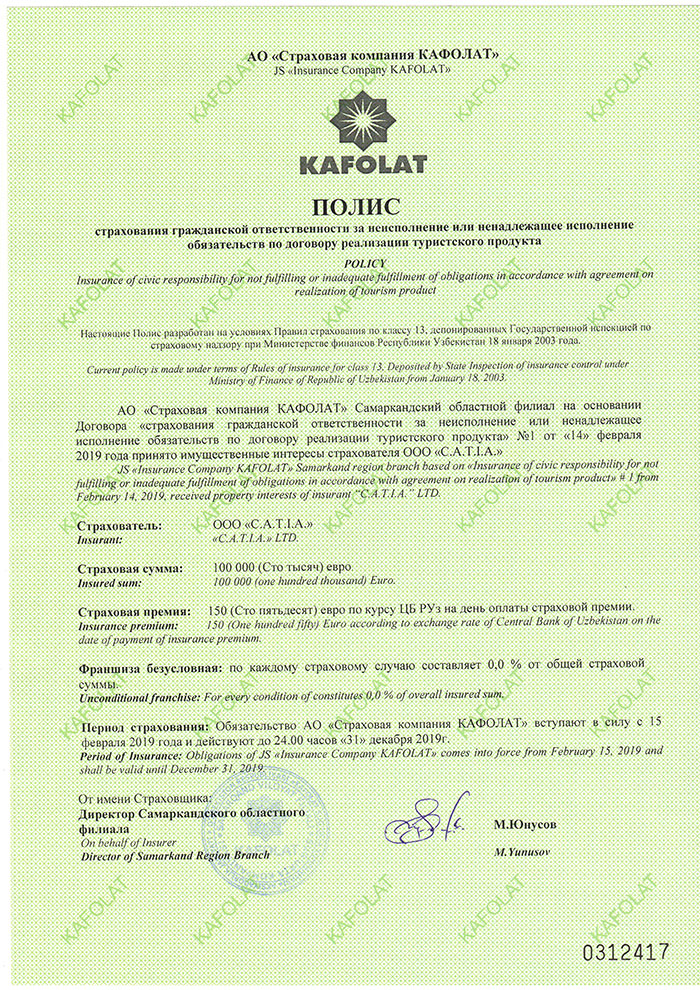 АО «Страховая компания КАФОЛАТ»
JS «Insurance Company KAFOLAT»
KAFOLAT
ПОЛИС
страхования гражданской ответственности за неисполнение или ненадлежащее исполнение
обязательств по договору реализации туристского продукта
POLICY
Insurance of civic responsibility for not fulfilling or inadequate fulfillment of obligations in accordance with agreement on
realization of tourism product
Настоящие Полис разработан на условиях Правил страхования по классу 13, депонированных Государственной испекцией по
страховому надзору при Министерстве финансов Республики Узбекистан 18 января 2003 года.
Current policy is made under terms of Rules of insurance for class 13, Deposited by State Inspection of insurance control under
Ministry of Finance of Republic of Uzbekistan from January 18, 2003.
АО «Страховая компания КАФОЛАТ» Самаркандский областной филиал на основании
Договора «страхования гражданской ответственности за неисполнение или ненадлежащее
исполнение обязательств по договору реализации туристского продукта» №1 от «14» февраля
2019 года принято имущественные интересы страхователя ООО «С.А.Т.I.А.»
JS «Insurance Company KAFOLAT» Samarkand region branch based on «Insurance of civic responsibility for not
fulfilling or inadequate fulfillment of obligations in accordance with agreement on realization of tourism product» # 1 from
February 14, 2019, received property interests of insurant “C.A.T.I.A.” LTD.
Страхователь: ООО «С.А.Т.I.А.»
Insurant: «C.A.T.I.A.» LTD.
Страховая сумма: 100 000 (Сто тысяч) евро
Insured sum: 100 000 (one hundred thousand) Euro.
Страховая премия: 150 (Сто пятьдесят) евро по курсу ЦБ РУз на день оплаты страховой премии.
Insurance premium: 150 (One hundred fifty) Euro according to exchange rate of Central Bank of Uzbekistan on the
date of payment of insurance premium.
Франшиза безусловная: по каждому страховому случаю составляет 0,0 % от общей страховой
суммы.
Unconditional franchise: For every condition of constitutes 0,0 % of overall insured sum.
Период страхования: Обязательство АО «Страховая компания КАФОЛАТ» вступают в силу с 15
февраля 2019 года и действуют до 24.00 часов «31» декабря 2019г.
Period of Insurance: Obligations of JS «Insurance Company KAFOLAT» comes into force from February 15, 2019 and
shall be valid until December 31, 2019.
От имени Страховщика:
Директор Самаркандского областного
филиала М.Юнусов
On behalf of Insurer
Director of Samarkand Region Branch M.Yunusov
KAFOLAT
0312417